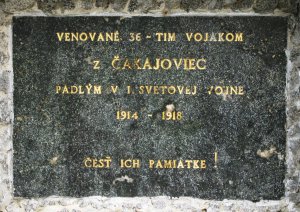 VENOVANÉ 36 - TIM VOJAKOM
z ČAKAJOVIEC
PADLÝM V I. SVETOVEJ VOJNE
1914 - 1918
ČESŤ ICH PAMIATKE !